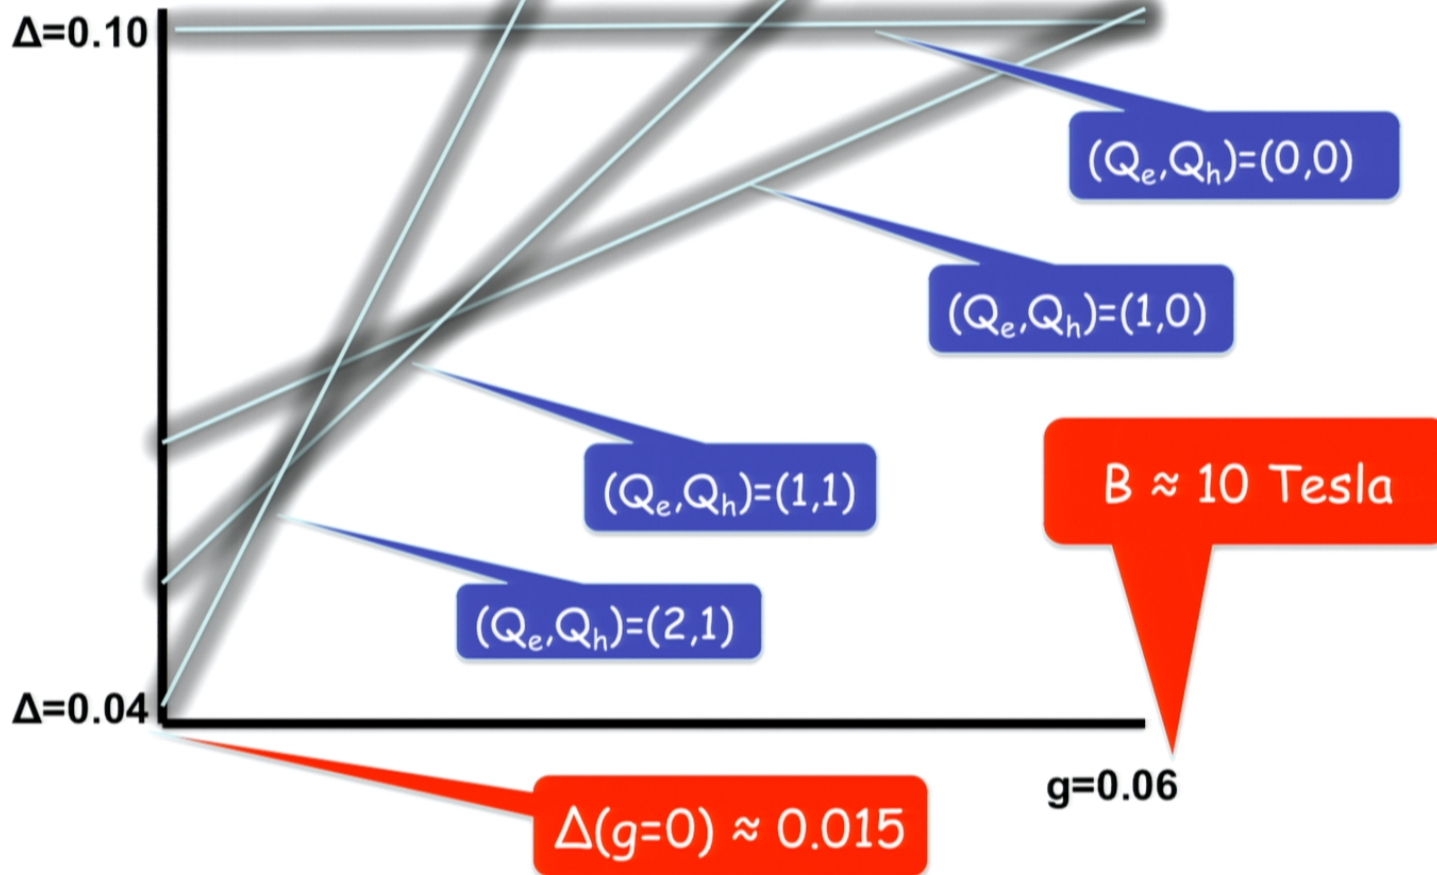 Δ=0.10
(Qe,Qh)=(0,0)
(Qe,Qh)=(1,0)
B ≈ 10 Tesla
(Qe,Qh)=(1,1)
(Qe,Qh)=(2,1)
Δ=0.04
g=0.06
Δ(g=0) ≈ 0.015